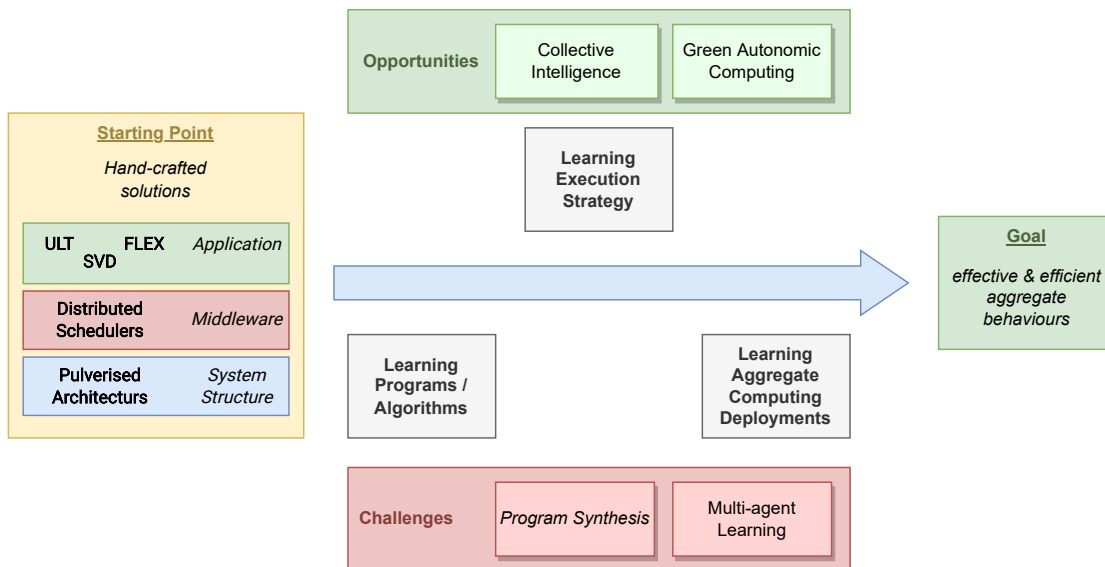 Opportunities
Collective
Intelligence
Green Autonomic
Computing
Starting Point
Hand-crafted
solutions
ULT FLEX Application
SVD
Distributed
Schedulers
Middleware
Pulverised
Architecturs
System
Structure
Learning
Execution
Strategy
Goal
effective & efficient
aggregate
behaviours
Learning
Programs /
Algorithms
Learning
Aggregate
Computing
Deployments
Challenges
Program Synthesis
Multi-agent
Learning